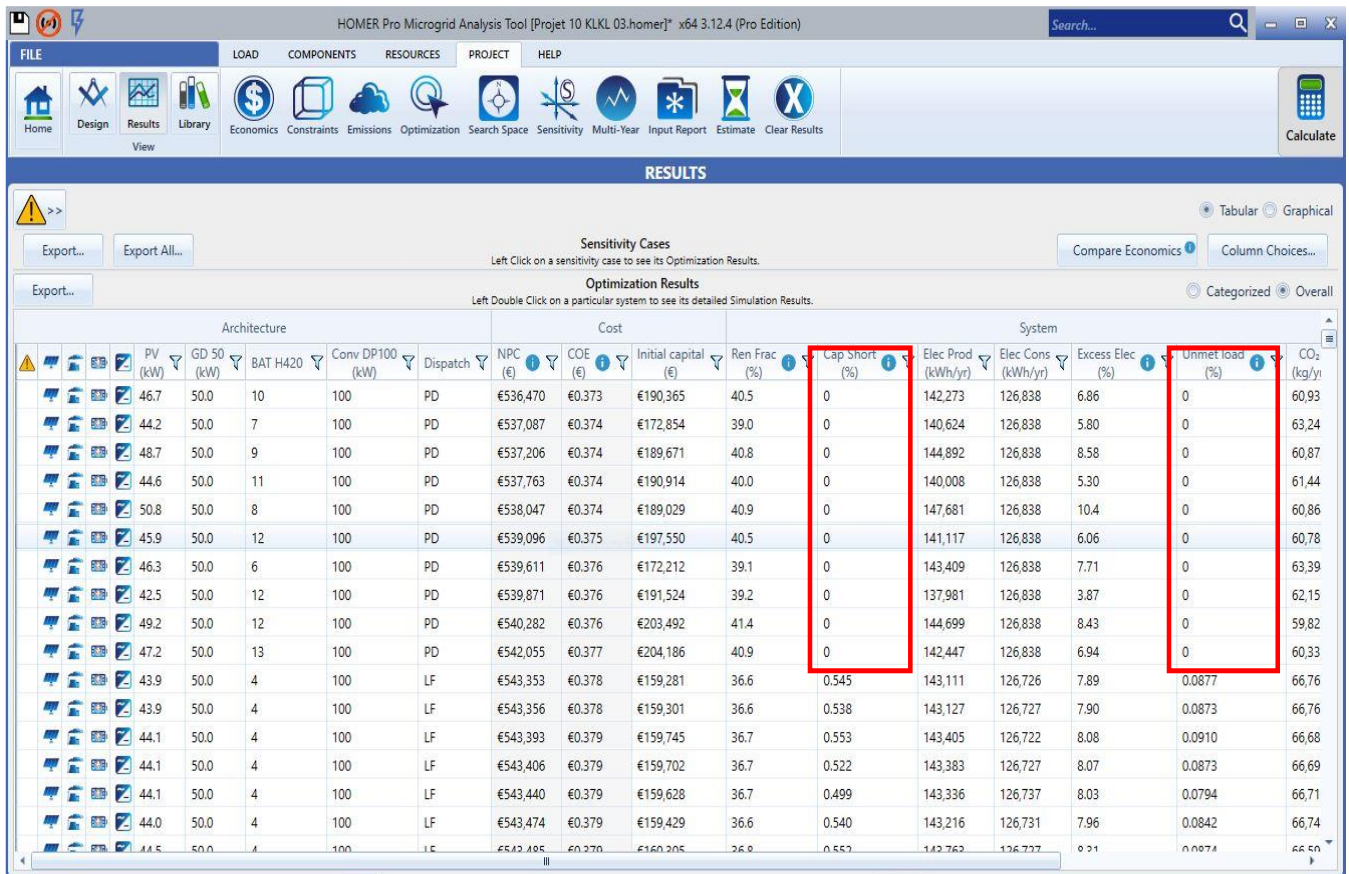 HOMER Pro Microgrid Analysis Tool [Projet 10 KLKL 03.homer]* x64 3.12.4 (Pro Edition)
Search...
FILE
LOAD COMPONENTS RESOURCES PROJECT HELP
Home Design Results Library Economics Constraints Emissions Optimization Search Space Sensitivity Multi-Year Input Report Estimate Clear Results Calculate
View
RESULTS
>> Tabular Graphical
Export... Export All... Sensitivity Cases Compare Economics Column Choices...
Left Click on a sensitivity case to see its Optimization Results.
Export... Optimization Results Categorized Overall
Left Double Click on a particular system to see its detailed Simulation Results.
Architecture Cost System
PV (kW) GD 50 (kW) BAT H420 Conv DP100 (kW) Dispatch NPC (€) COE (€) Initial capital (€) Ren Frac (%) Cap Short (%) Elec Prod (kWh/yr) Elec Cons (kWh/yr) Excess Elec (%) Unmet load (%) CO₂ (kg/y
46.7 50.0 10 100 PD €536,470 €0.373 €190,365 40.5 0 142,273 126,838 6.86 0 60,93
44.2 50.0 7 100 PD €537,087 €0.374 €172,854 39.0 0 140,624 126,838 5.80 0 63,24
48.7 50.0 9 100 PD €537,206 €0.374 €189,671 40.8 0 144,892 126,838 8.58 0 60,87
44.6 50.0 11 100 PD €537,763 €0.374 €190,914 40.0 0 140,008 126,838 5.30 0 61,44
50.8 50.0 8 100 PD €538,047 €0.374 €189,029 40.9 0 147,681 126,838 10.4 0 60,86
45.9 50.0 12 100 PD €539,096 €0.375 €197,550 40.5 0 141,117 126,838 6.06 0 60,78
46.3 50.0 6 100 PD €539,611 €0.376 €172,212 39.1 0 143,409 126,838 7.71 0 63,39
42.5 50.0 12 100 PD €539,871 €0.376 €191,524 39.2 0 137,981 126,838 3.87 0 62,15
49.2 50.0 12 100 PD €540,282 €0.376 €203,492 41.4 0 144,699 126,838 8.43 0 59,82
47.2 50.0 13 100 PD €542,055 €0.377 €204,186 40.9 0 142,447 126,838 6.94 0 60,33
43.9 50.0 4 100 LF €543,353 €0.378 €159,281 36.6 0.545 143,111 126,726 7.89 0.0877 66,76
43.9 50.0 4 100 LF €543,356 €0.378 €159,301 36.6 0.538 143,127 126,727 7.90 0.0873 66,76
44.1 50.0 4 100 LF €543,393 €0.379 €159,745 36.7 0.553 143,405 126,722 8.08 0.0910 66,68
44.1 50.0 4 100 LF €543,406 €0.379 €159,702 36.7 0.522 143,383 126,727 8.07 0.0873 66,69
44.1 50.0 4 100 LF €543,440 €0.379 €159,628 36.7 0.499 143,336 126,737 8.03 0.0794 66,71
44.0 50.0 4 100 LF €543,474 €0.379 €159,429 36.6 0.540 143,216 126,731 7.96 0.0842 66,74
44.5 50.0 4 100 LF €543,485 €0.379 €160,305 36.8 0.552 143,763 126,727 8.31 0.0874 66,59